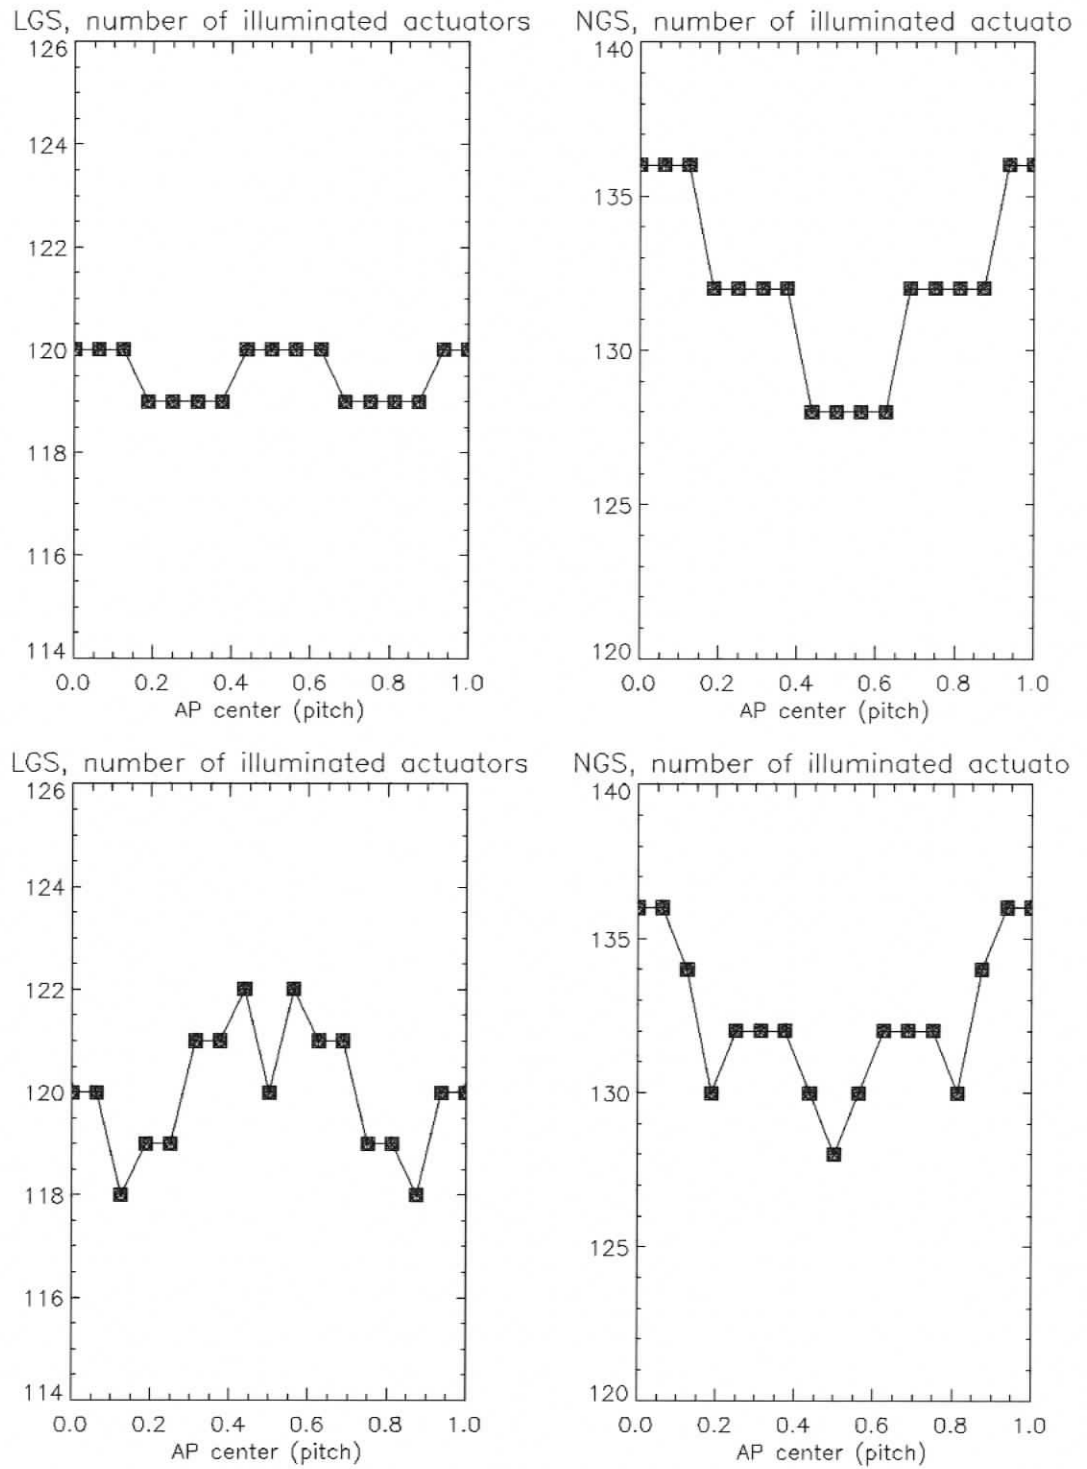 LGS, number of illuminated actuators
NGS, number of illuminated actuato
126
124
122
120
118
116
114
0.0 0.2 0.4 0.6 0.8 1.0
AP center (pitch)
140
135
130
125
120
0.0 0.2 0.4 0.6 0.8 1.0
AP center (pitch)
LGS, number of illuminated actuators
NGS, number of illuminated actuato
126
124
122
120
118
116
114
0.0 0.2 0.4 0.6 0.8 1.0
AP center (pitch)
140
135
130
125
120
0.0 0.2 0.4 0.6 0.8 1.0
AP center (pitch)